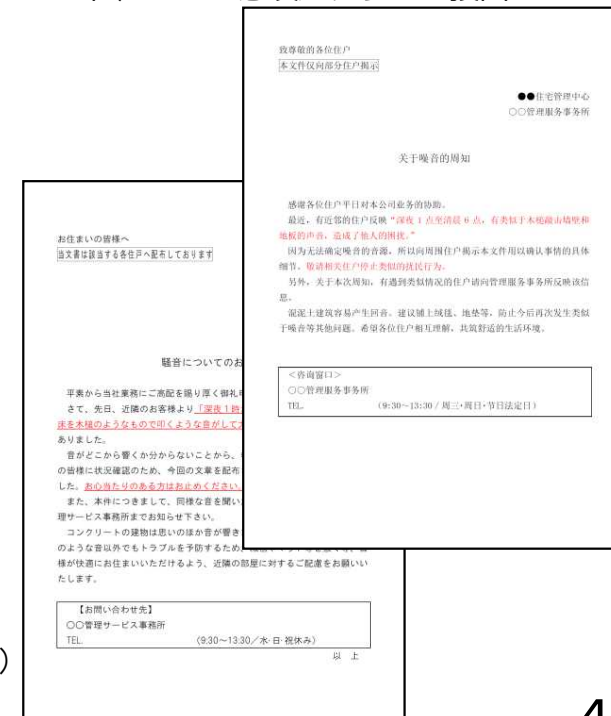 致尊敬的各位住户
本文件仅向部分住户揭示
●●住宅管理中心
〇〇管理服务事务所
关于噪音的周知
感谢各位住户平日对本公司业务的协助。
最近，有近邻的住户反映“深夜 1 点至清晨 6 点，有类似于木槌敲击墙壁和
地板的声音，造成了他人的困扰。”
因为无法确定噪音的音源，所以向周围住户揭示本文件用以确认事情的具体
细节。敬请相关住户停止类似的扰民行为。
另外，关于本次周知，有遇到类似情况的住户请向管理服务事务所反映该信
息。
混泥土建筑容易产生回音。建议铺上绒毯、地垫等，防止今后再次发生类似
于噪音等其他问题。希望各位住户相互理解，共筑舒适的生活环境。
＜咨询窗口＞
〇〇管理服务事务所
TEL. （9:30～13:30 / 周三･周日･节日法定日）
お住まいの皆様へ
当文書は該当する各住戸へ配布しております
騒音についてのお
平素から当社業務にご高配を賜り厚く御礼
さて、先日、近隣のお客様より「深夜１時
床を木槌のようなもので叩くような音がして
ありました。
音がどこから響くか分からないことから、
の皆様に状況確認のため、今回の文章を配布
した。お心当たりのある方はお止めください。
また、本件につきまして、同様な音を聞い
理サービス事務所までお知らせ下さい。
コンクリートの建物は思いのほか音が響き
のような音以外でもトラブルを予防するため、
様が快適にお住まいいただけるよう、近隣の部屋に対するご配慮をお願いい
たします。
【お問い合わせ先】
〇〇管理サービス事務所
TEL. （9:30～13:30／水･日･祝休み）
以 上
)